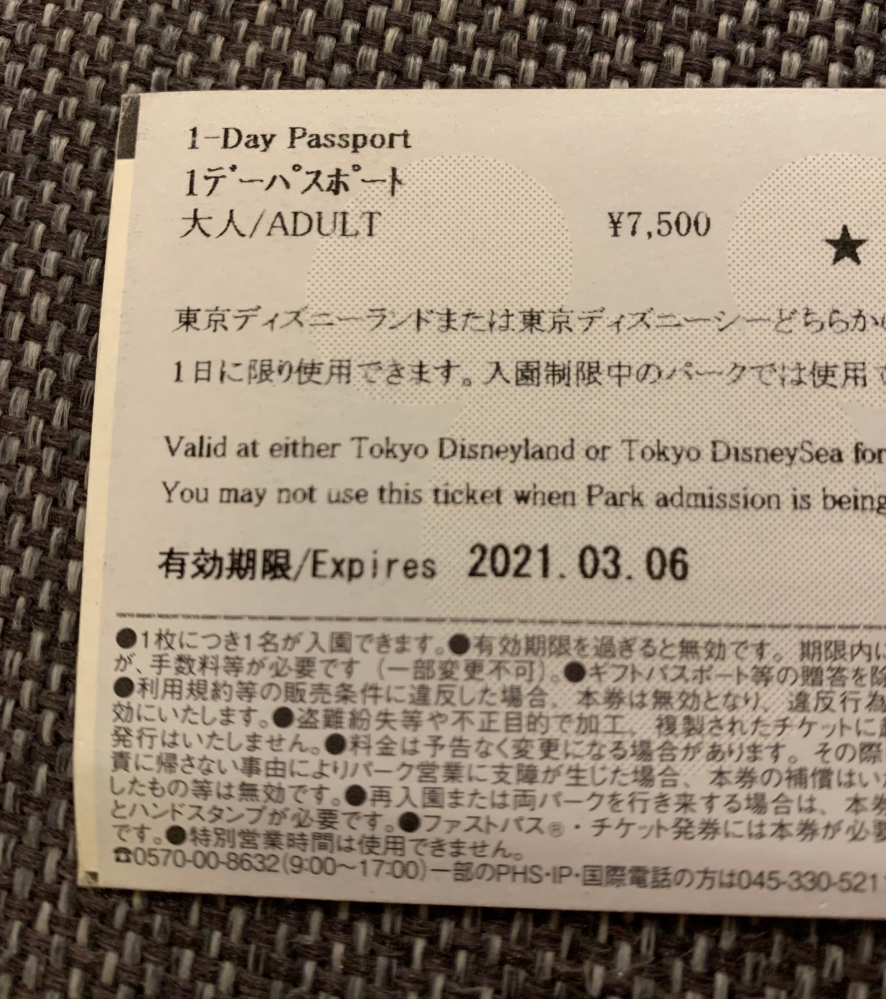 1-Day Passport
1デーパスポート
大人/ADULT ¥7,500 ★
東京ディズニーランドまたは東京ディズニーシーどちらか
1日に限り使用できます。入園制限中のパークでは使用
Valid at either Tokyo Disneyland or Tokyo DisneySea for
You may not use this ticket when Park admission is being
有効期限/Expires 2021.03.06
●1枚につき1名が入園できます。●有効期限を過ぎると無効です。期限内に
が、手数料等が必要です（一部変更不可）。●ギフトパスポート等の贈答を除
●利用規約等の販売条件に違反した場合、本券は無効となり、違反行為
効にいたします。●盗難紛失等や不正目的で加工、複製されたチケットに
発行はいたしません。●料金は予告なく変更になる場合があります。その際
責に帰さない事由によりパーク営業に支障が生じた場合、本券の補償はい
したもの等は無効です。●再入園または両パークを行き来する場合は、本券
とハンドスタンプが必要です。●ファストパス®・チケット発券には本券が必要
です。●特別営業時間は使用できません。
☎0570-00-8632(9:00〜17:00)一部のPHS・IP・国際電話の方は045-330-521